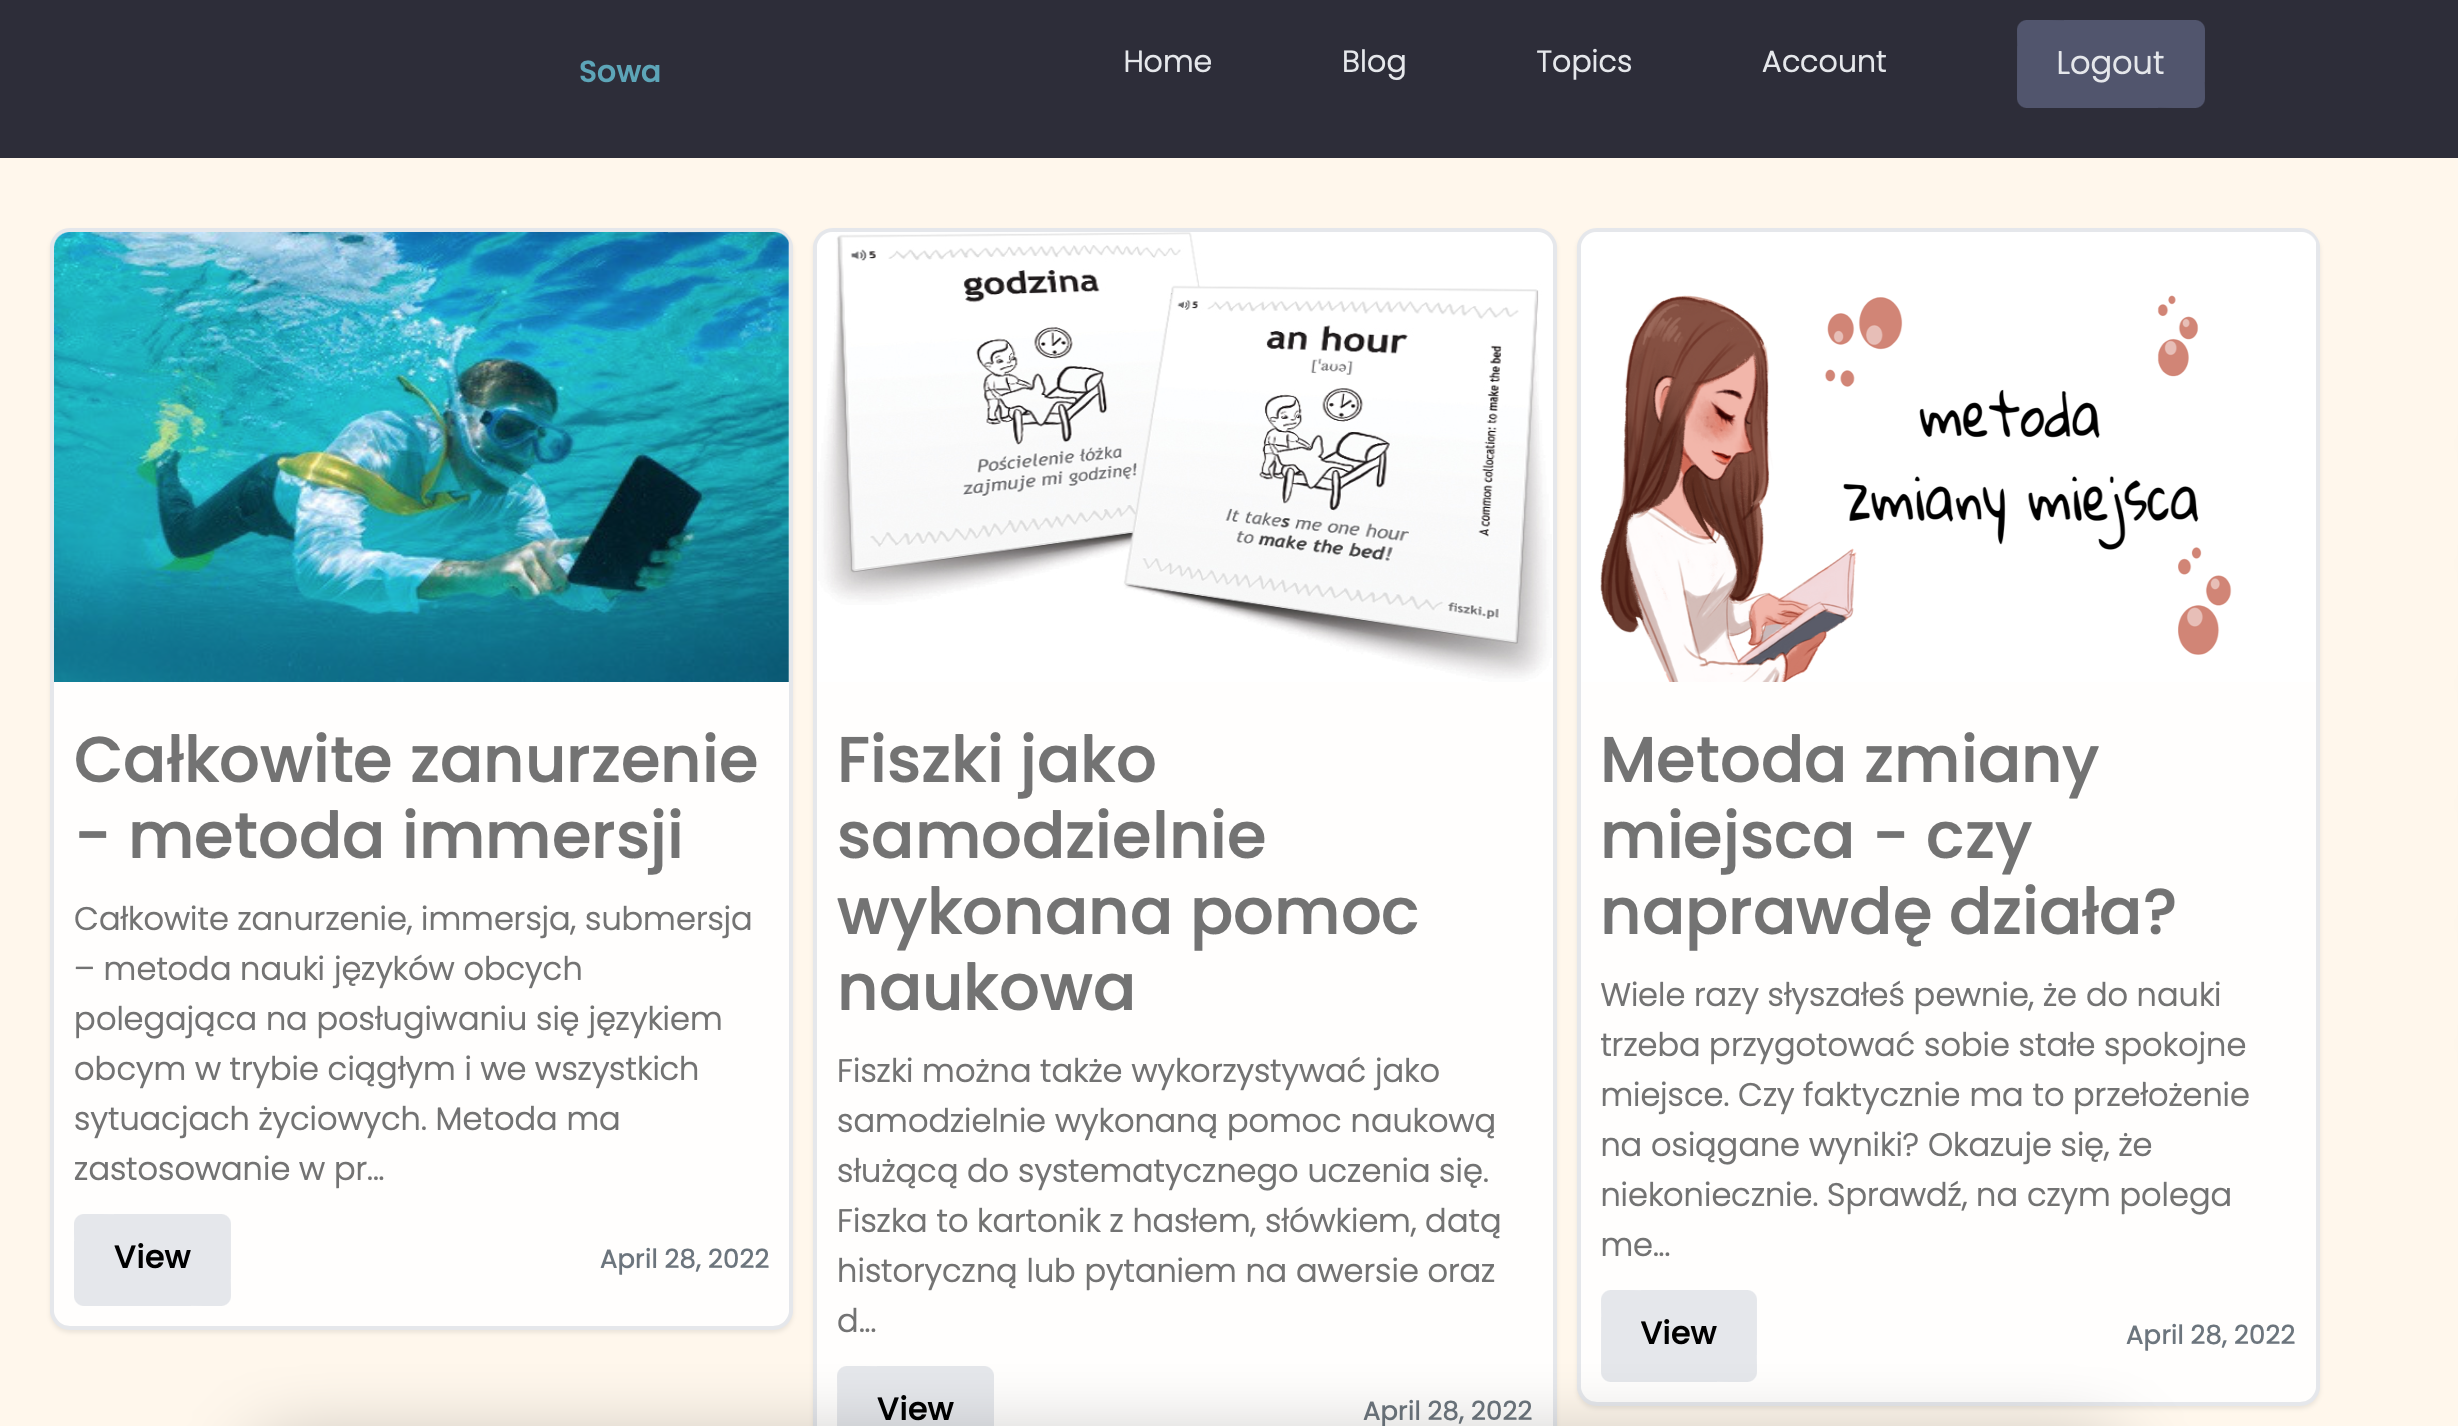 Sowa
Home
Blog
Topics
Account
Logout
5
godzina
Pościelenie łóżka
zajmuje mi godzinę!
5
an hour
['aʊə]
It takes me one hour
to make the bed!
A common collocation: to make the bed
fiszki.pl
metoda
zmiany miejsca
Całkowite zanurzenie
- metoda immersji
Całkowite zanurzenie, immersja, submersja
– metoda nauki języków obcych
polegająca na posługiwaniu się językiem
obcym w trybie ciągłym i we wszystkich
sytuacjach życiowych. Metoda ma
zastosowanie w pr...
View
April 28, 2022
Fiszki jako
samodzielnie
wykonana pomoc
naukowa
Fiszki można także wykorzystywać jako
samodzielnie wykonaną pomoc naukową
służącą do systematycznego uczenia się.
Fiszka to kartonik z hasłem, słówkiem, datą
historyczną lub pytaniem na awersie oraz
d...
View
April 28, 2022
Metoda zmiany
miejsca - czy
naprawdę działa?
Wiele razy słyszałeś pewnie, że do nauki
trzeba przygotować sobie stałe spokojne
miejsce. Czy faktycznie ma to przełożenie
na osiągane wyniki? Okazuje się, że
niekoniecznie. Sprawdź, na czym polega
me...
View
April 28, 2022